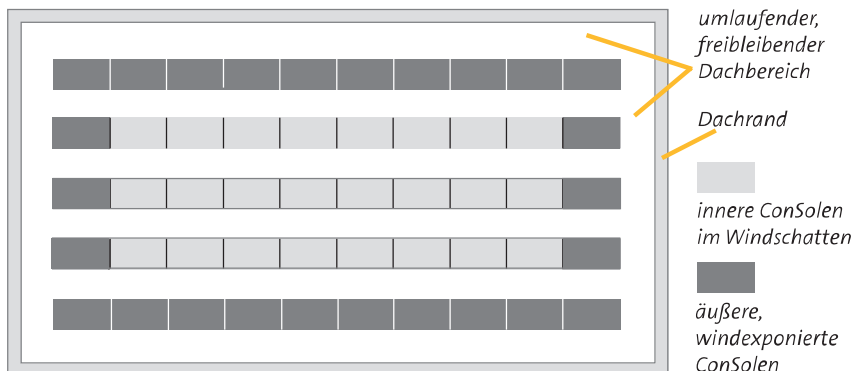 umlaufender,
freibleibender
Dachbereich
Dachrand
innere ConSolen
im Windschatten
äußere,
windexponierte
ConSolen